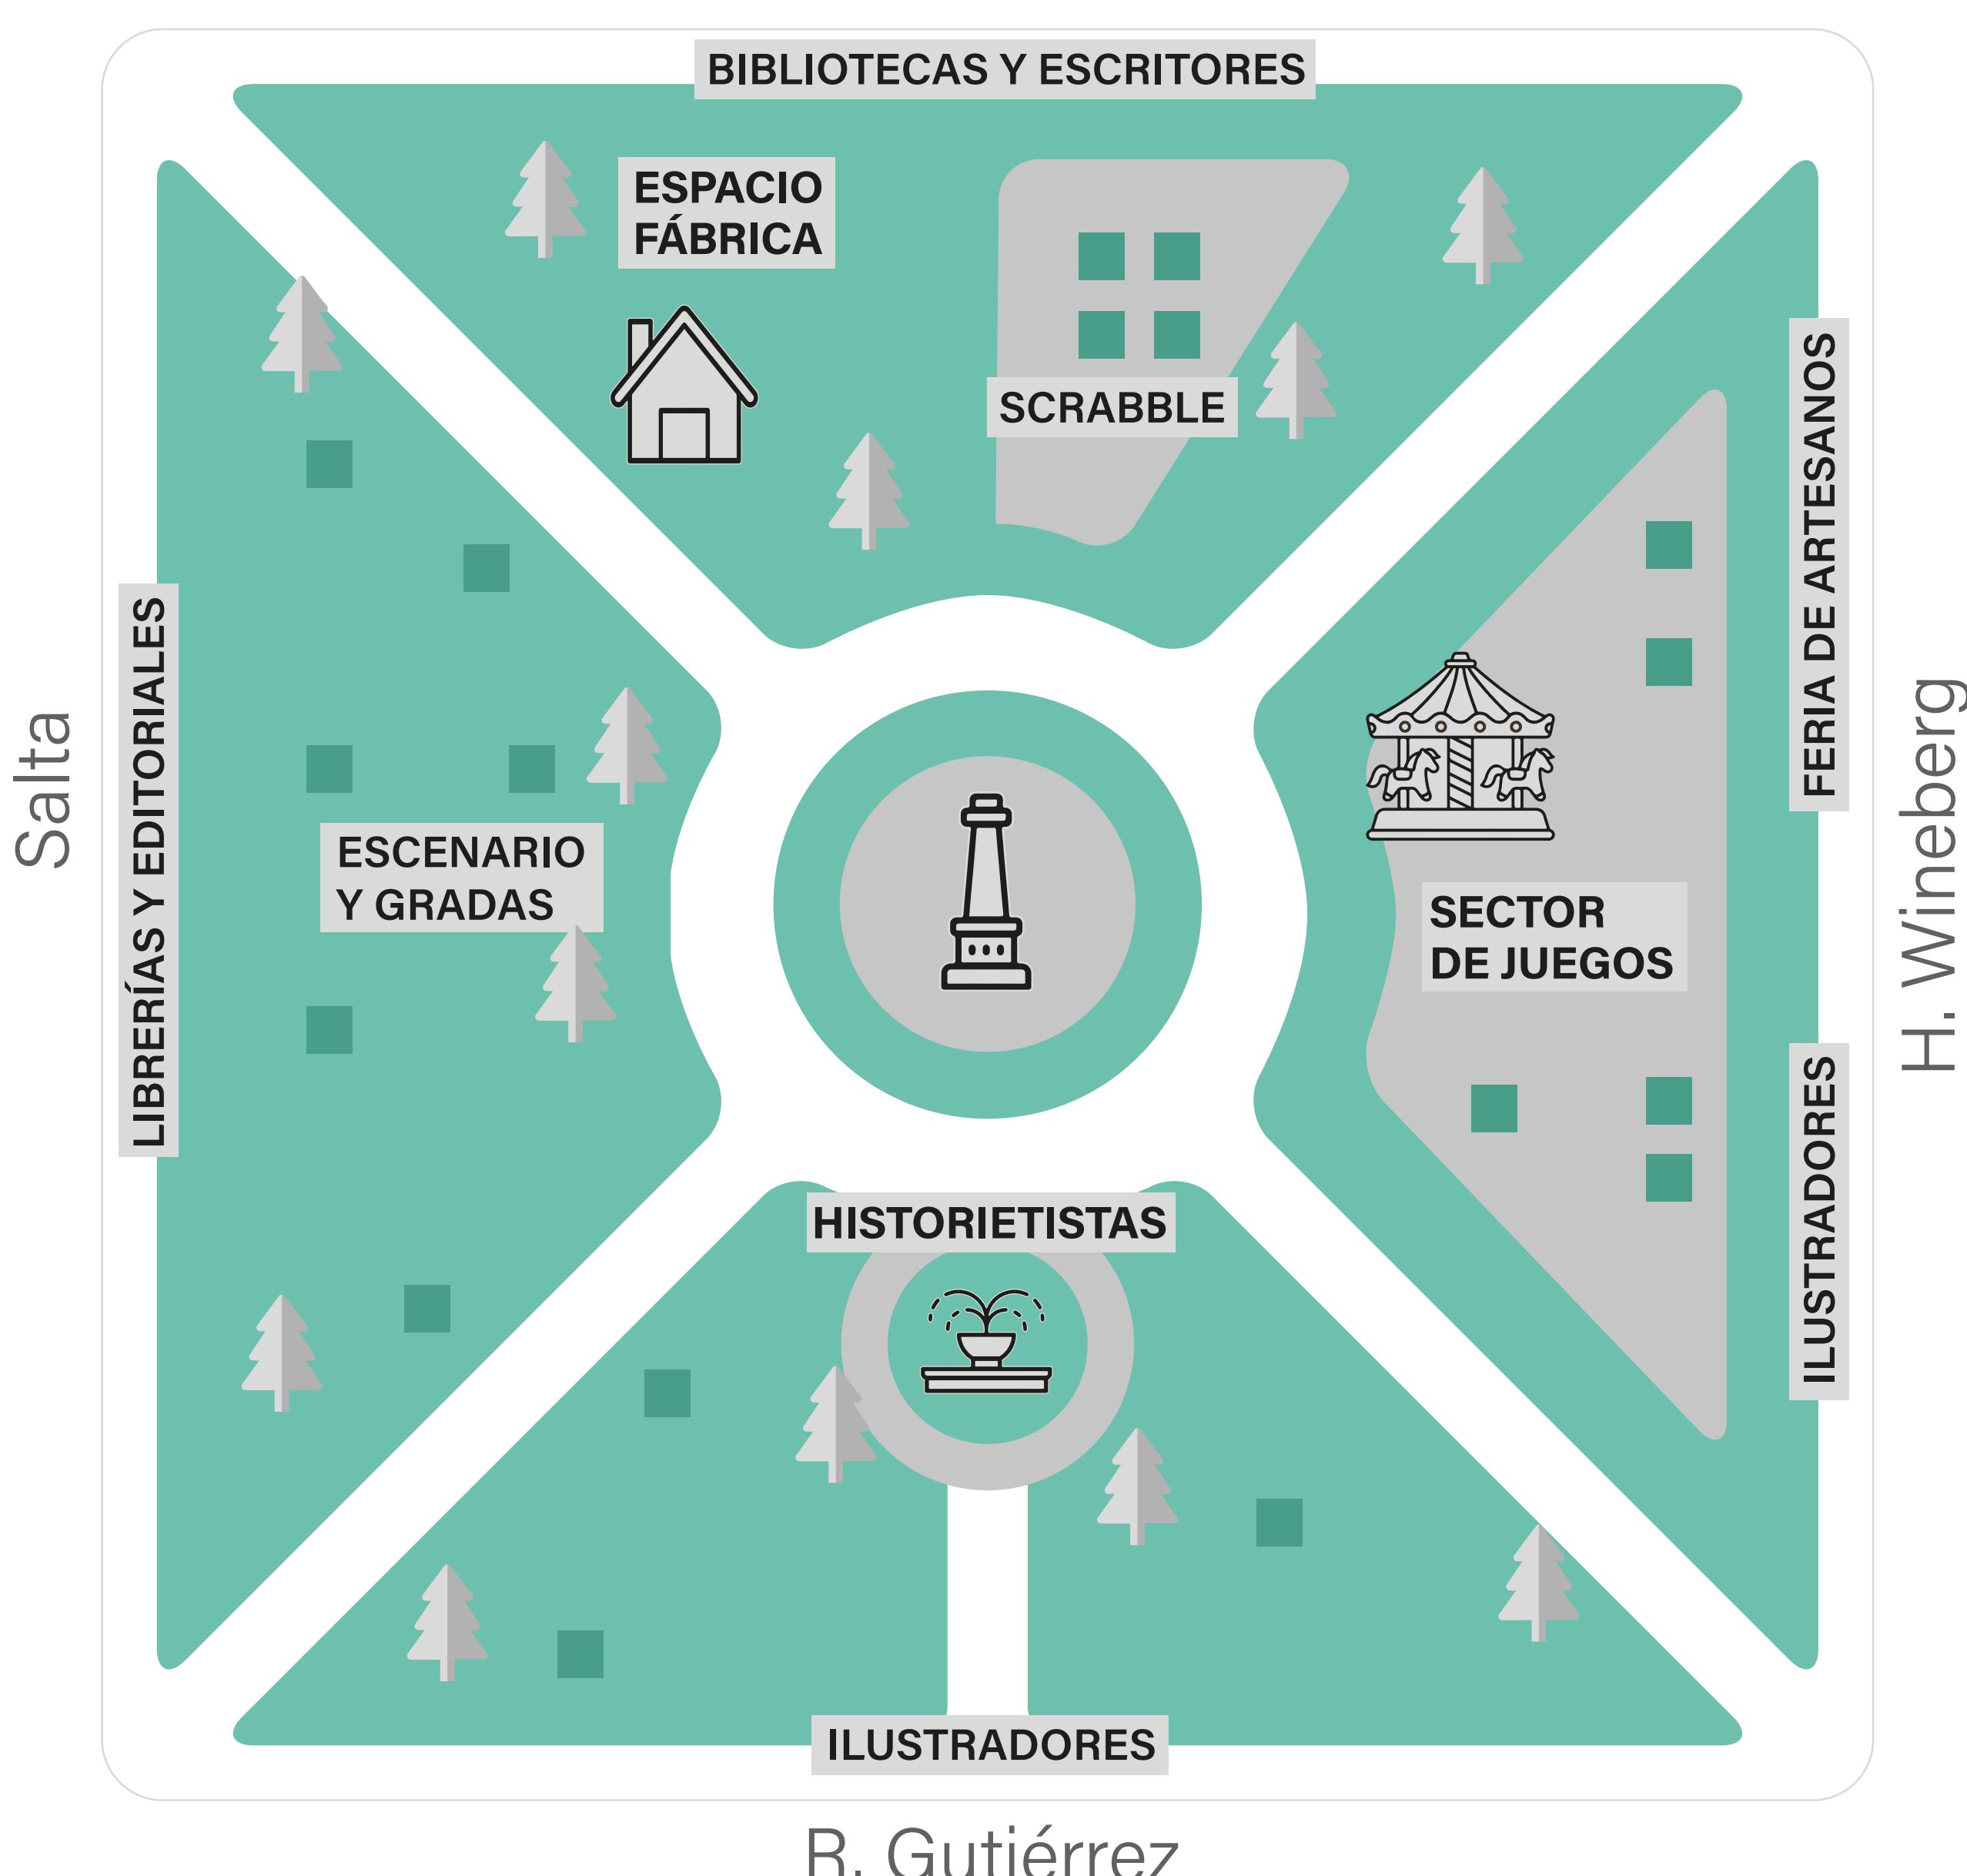 BIBLIOTECAS Y ESCRITORES
ESPACIO
FÁBRICA
SCRABBLE
FERIA DE ARTESANOS
LIBRERÍAS Y EDITORIALES
Salta
H. Wineberg
ESCENARIO
Y GRADAS
SECTOR
DE JUEGOS
ILUSTRADORES
HISTORIETISTAS
ILUSTRADORES
B. Gutiérrez